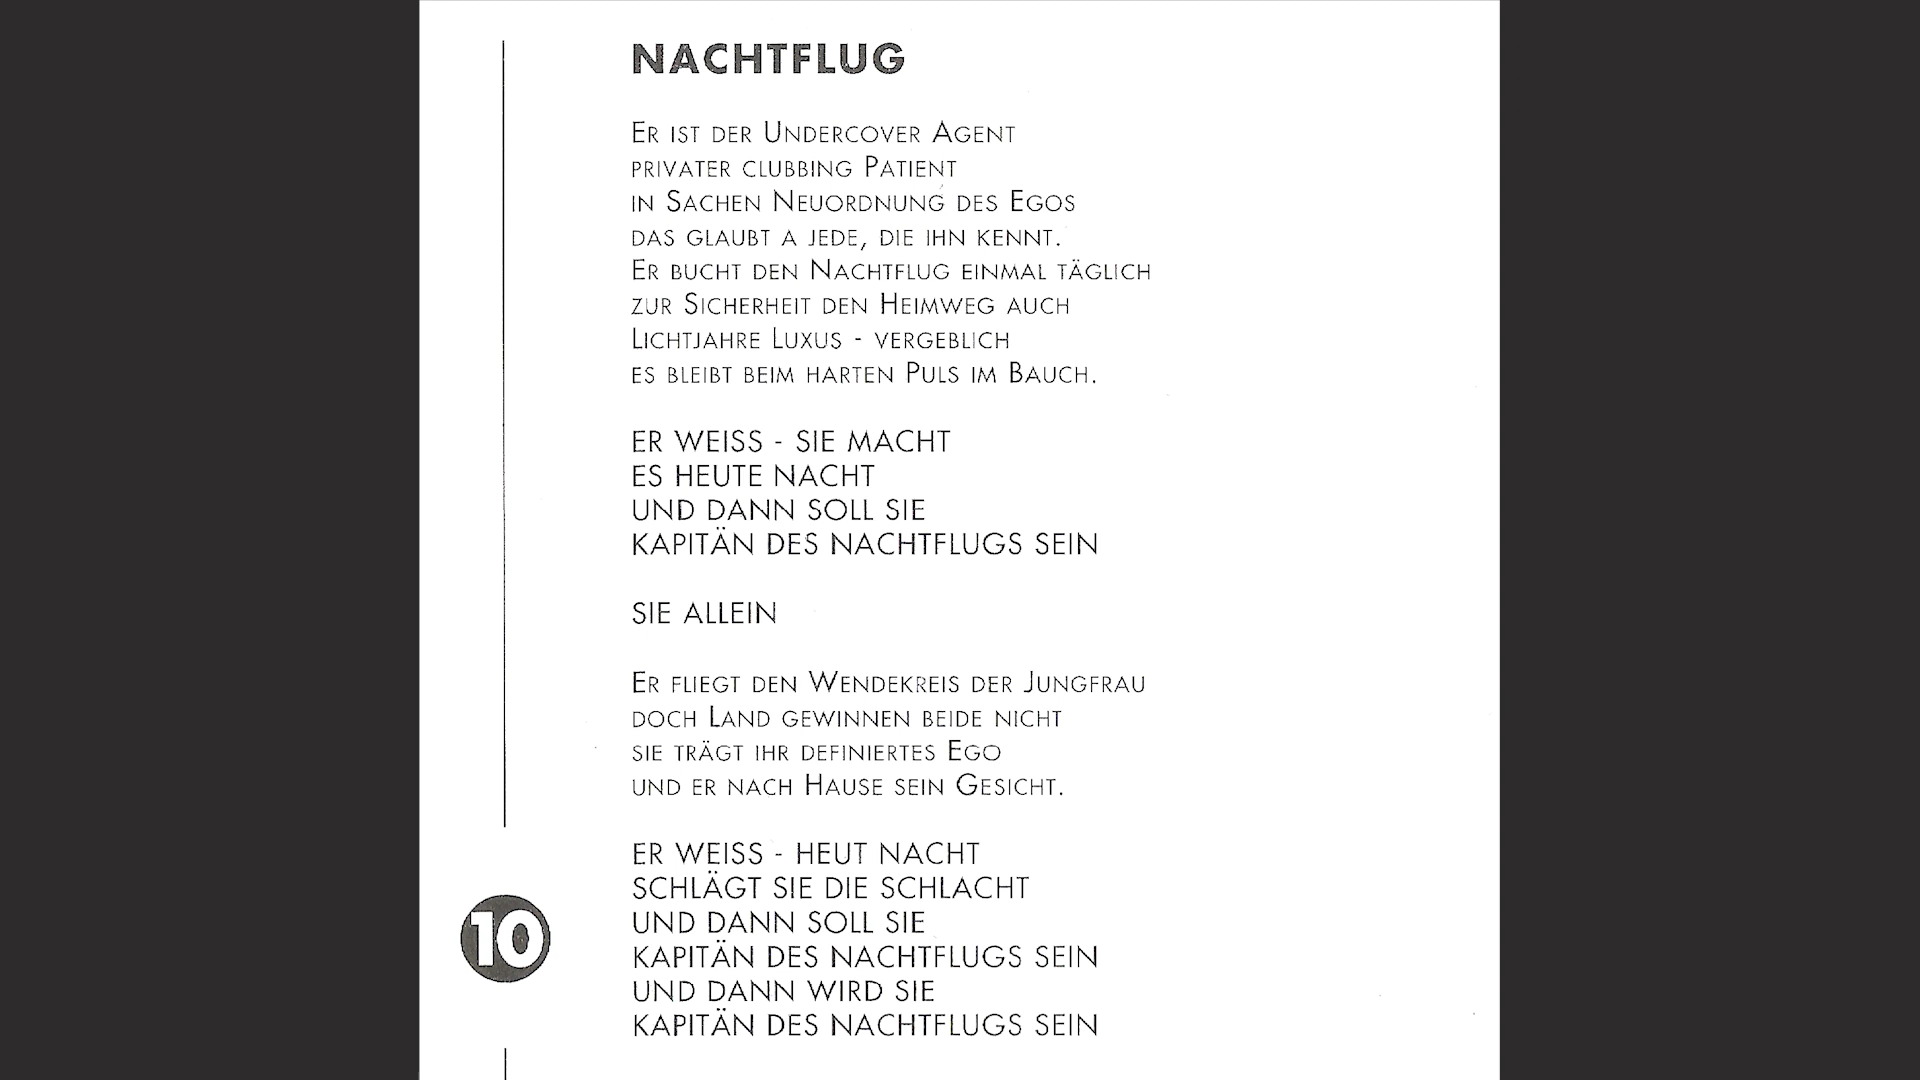 NACHTFLUG
Er ist der Undercover Agent
privater clubbing Patient
in Sachen Neuordnung des Egos
das glaubt a jede, die ihn kennt.
Er bucht den Nachtflug einmal täglich
zur Sicherheit den Heimweg auch
Lichtjahre Luxus - vergeblich
es bleibt beim harten Puls im Bauch.
ER WEISS - SIE MACHT
ES HEUTE NACHT
UND DANN SOLL SIE
KAPITÄN DES NACHTFLUGS SEIN
SIE ALLEIN
Er fliegt den Wendekreis der Jungfrau
doch Land gewinnen beide nicht
sie trägt ihr definiertes Ego
und er nach Hause sein Gesicht.
ER WEISS - HEUT NACHT
SCHLÄGT SIE DIE SCHLACHT
UND DANN SOLL SIE
KAPITÄN DES NACHTFLUGS SEIN
UND DANN WIRD SIE
KAPITÄN DES NACHTFLUGS SEIN
10